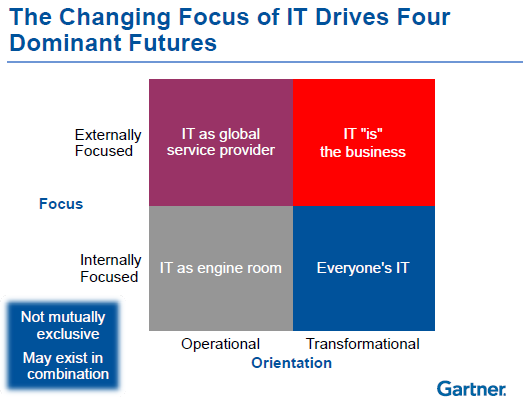 The Changing Focus of IT Drives Four
Dominant Futures
Externally
Focused
IT as global
service provider
IT "is"
the business
Focus
Internally
Focused
IT as engine room
Everyone's IT
Not mutually
exclusive
May exist in
combination
Operational
Transformational
Orientation
Gartner.